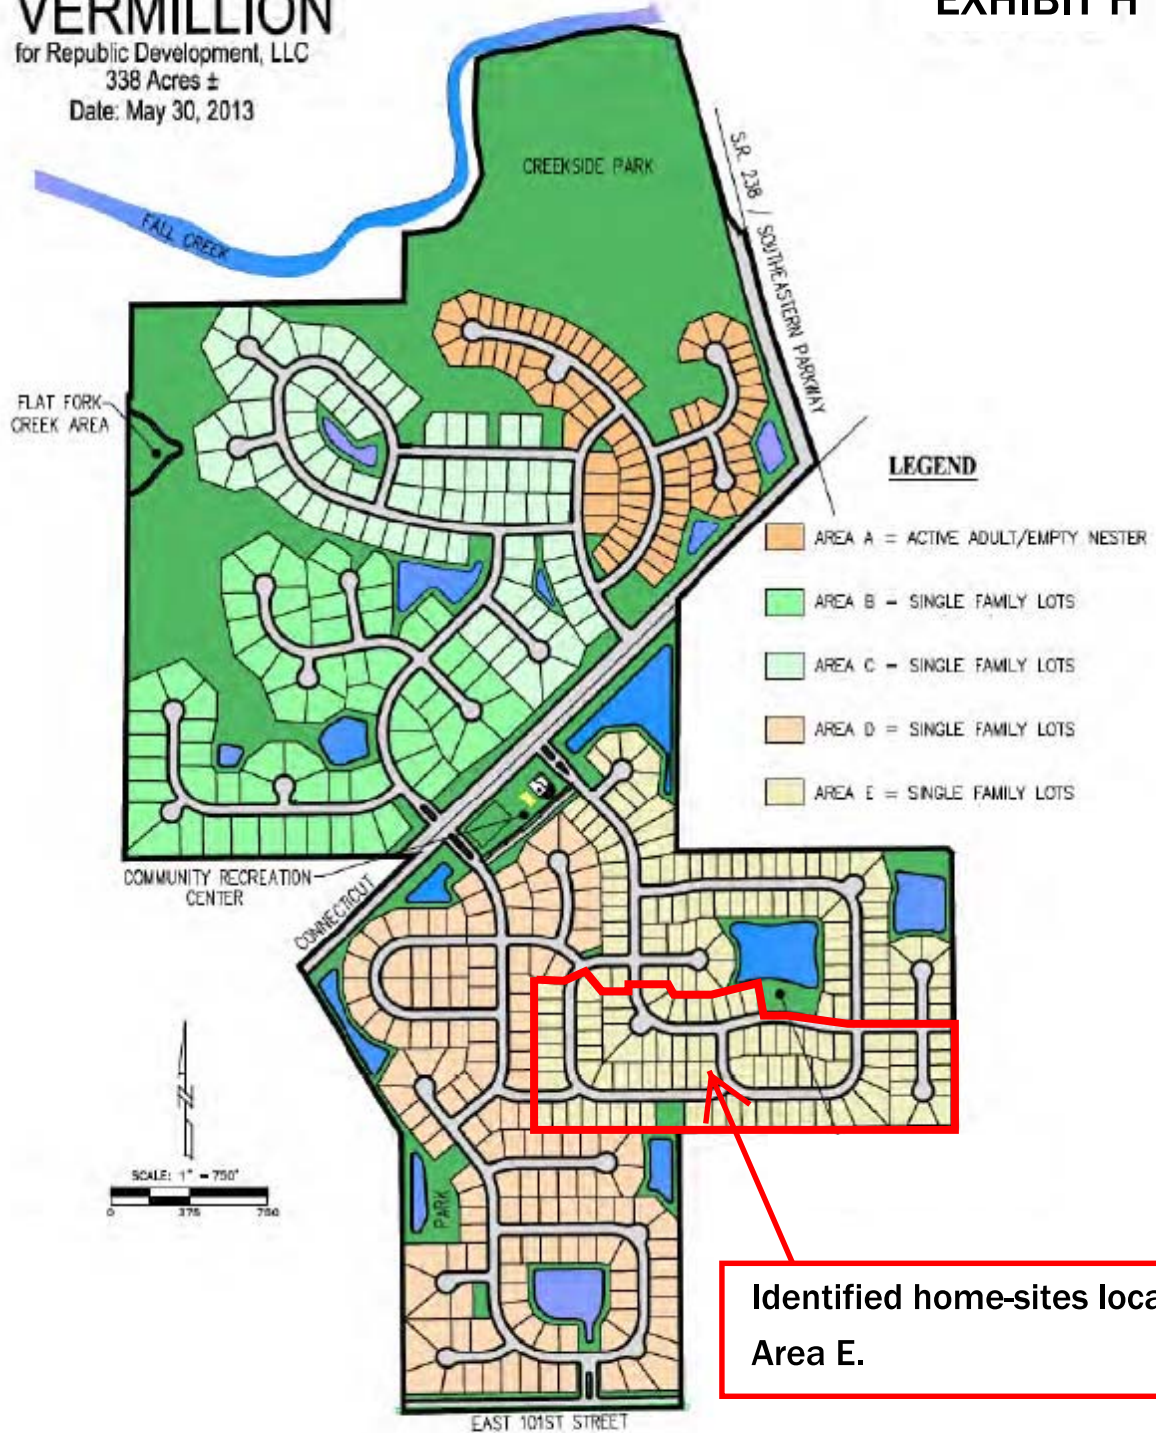 VERMILLION
for Republic Development, LLC
338 Acres ±
Date: May 30, 2013
EXHIBIT H
FALL CREEK
CREEKSIDE PARK
S.R. 238 / SOUTHEASTERN PARKWAY
FLAT FORK
CREEK AREA
LEGEND
AREA A = ACTIVE ADULT/EMPTY NESTER
AREA B = SINGLE FAMILY LOTS
AREA C = SINGLE FAMILY LOTS
AREA D = SINGLE FAMILY LOTS
AREA E = SINGLE FAMILY LOTS
COMMUNITY RECREATION
CENTER
CONNECTICUT
SCALE: 1" = 750'
0 375 750
PARK
Identified home-sites loca
Area E.
EAST 101ST STREET